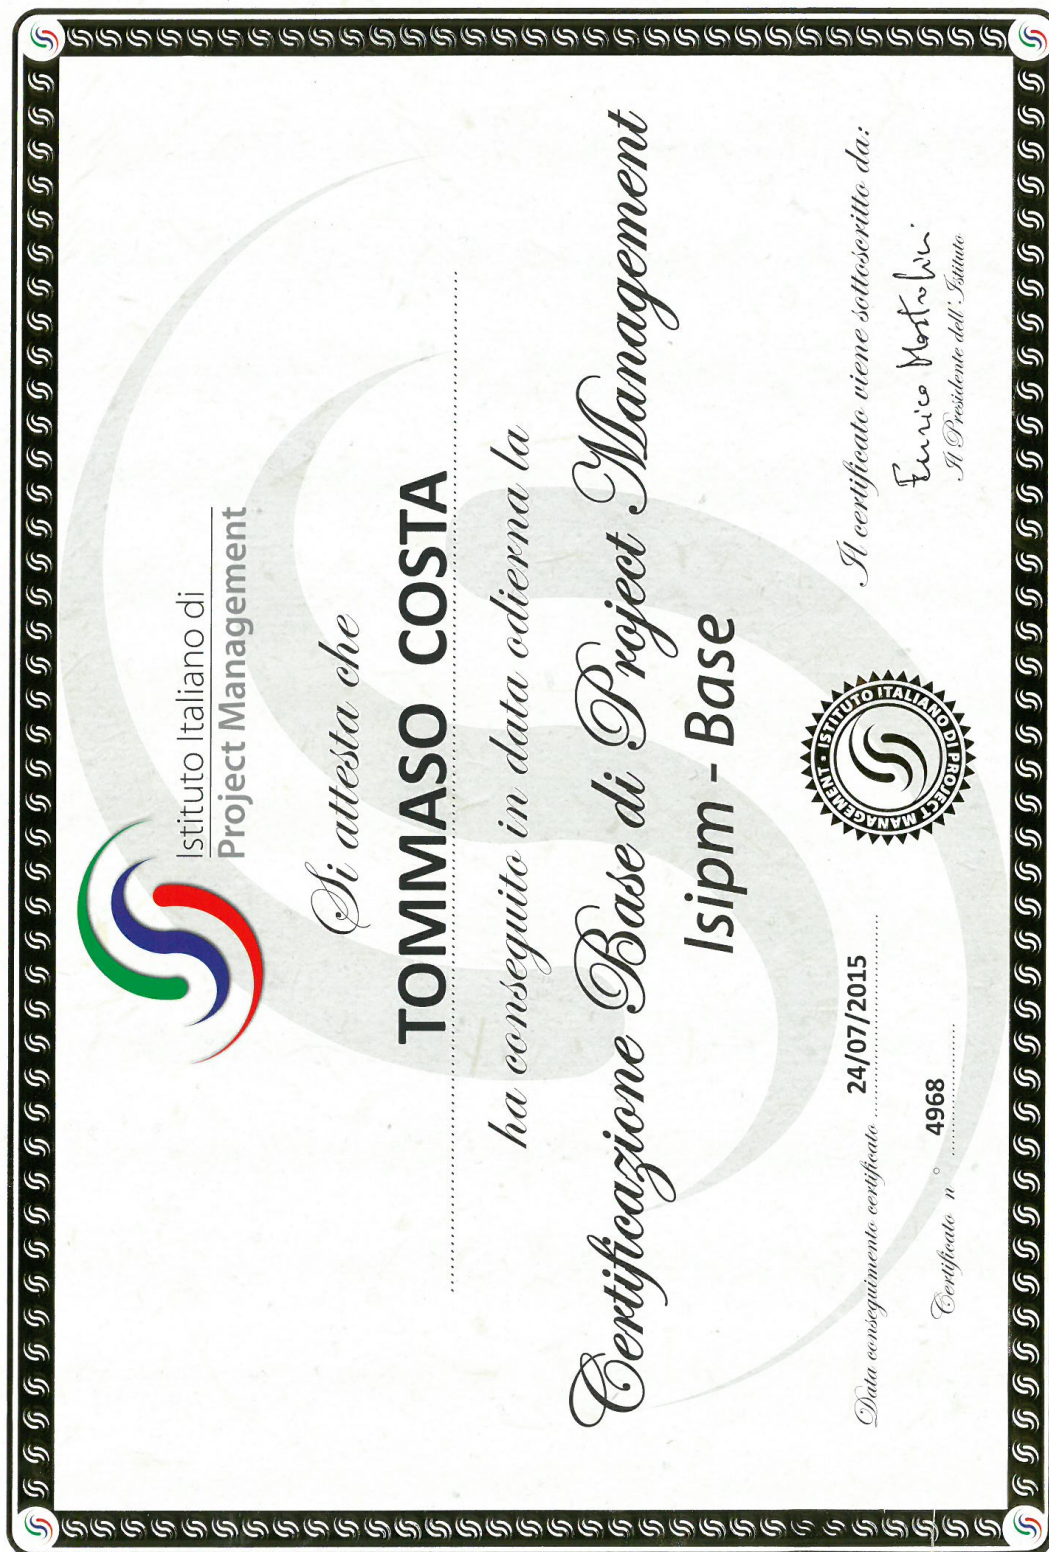 Istituto Italiano di
Project Management
Si attesta che
TOMMASO COSTA
ha conseguito in data odierna la
Certificazione Base di Project Management
Isipm - Base
Data conseguimento certificato 24/07/2015
Certificato n° 4968
ISTITUTO ITALIANO DI PROJECT MANAGEMENT
Il certificato viene sottoscritto da:
Enrico Mastrofini
Il Presidente dell'Istituto